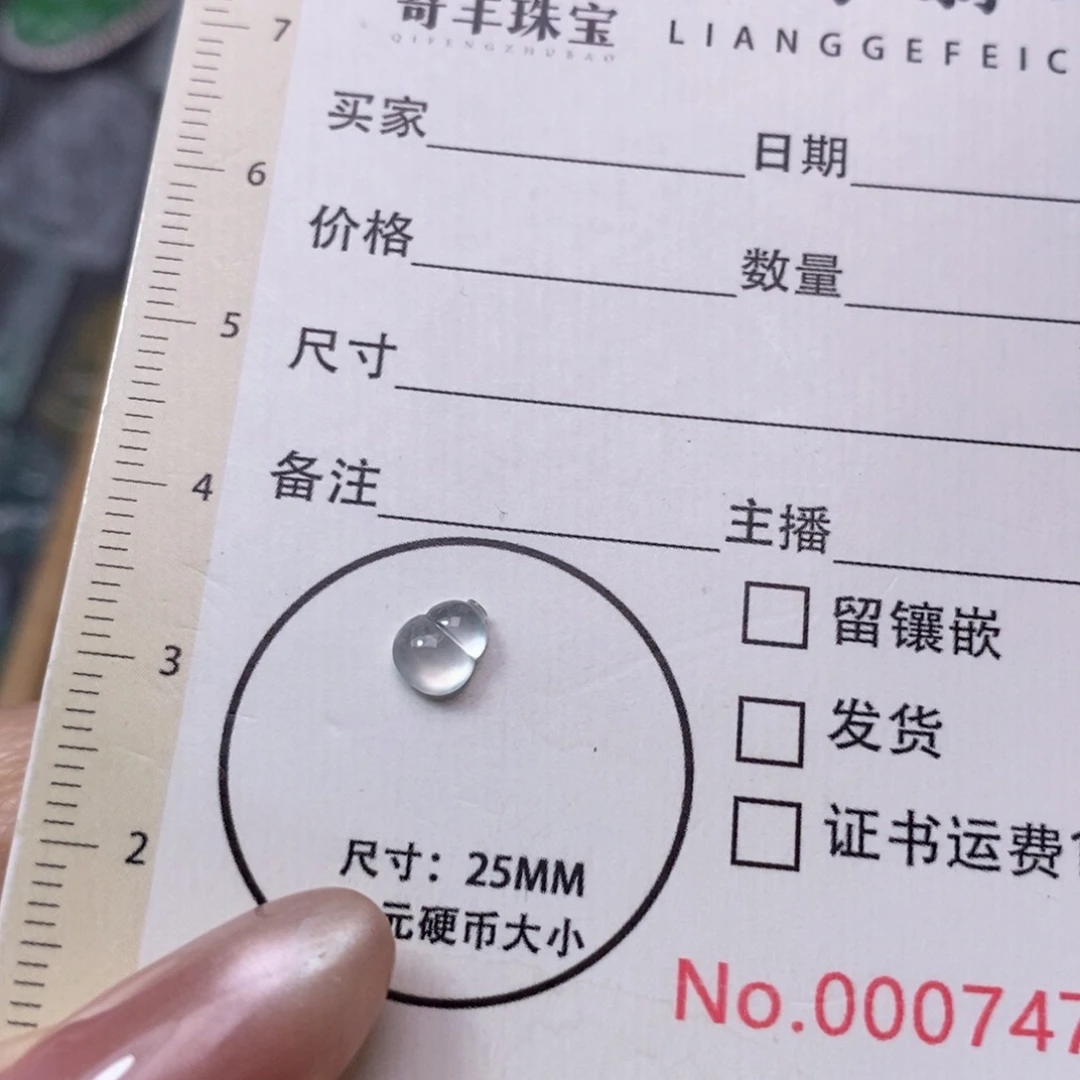 7
奇丰珠宝
LIANGGEFEIC
QIFENGZHUBAO
买家 日期
6
价格 数量
5
尺寸
4
备注 主播
留镶嵌
3
发货
2
证书运费
尺寸：25MM
元硬币大小
No.000747